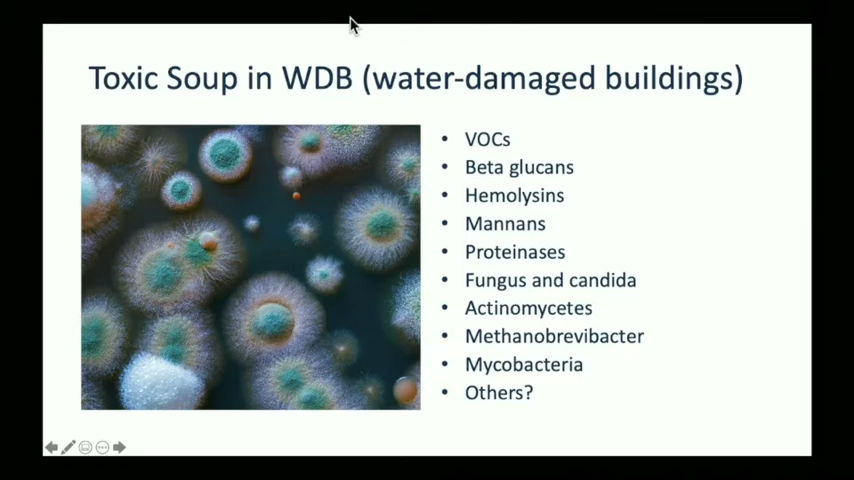 Toxic Soup in WDB (water-damaged buildings)
• VOCs
• Beta glucans
• Hemolysins
• Mannans
• Proteinases
• Fungus and candida
• Actinomycetes
• Methanobrevibacter
• Mycobacteria
• Others?